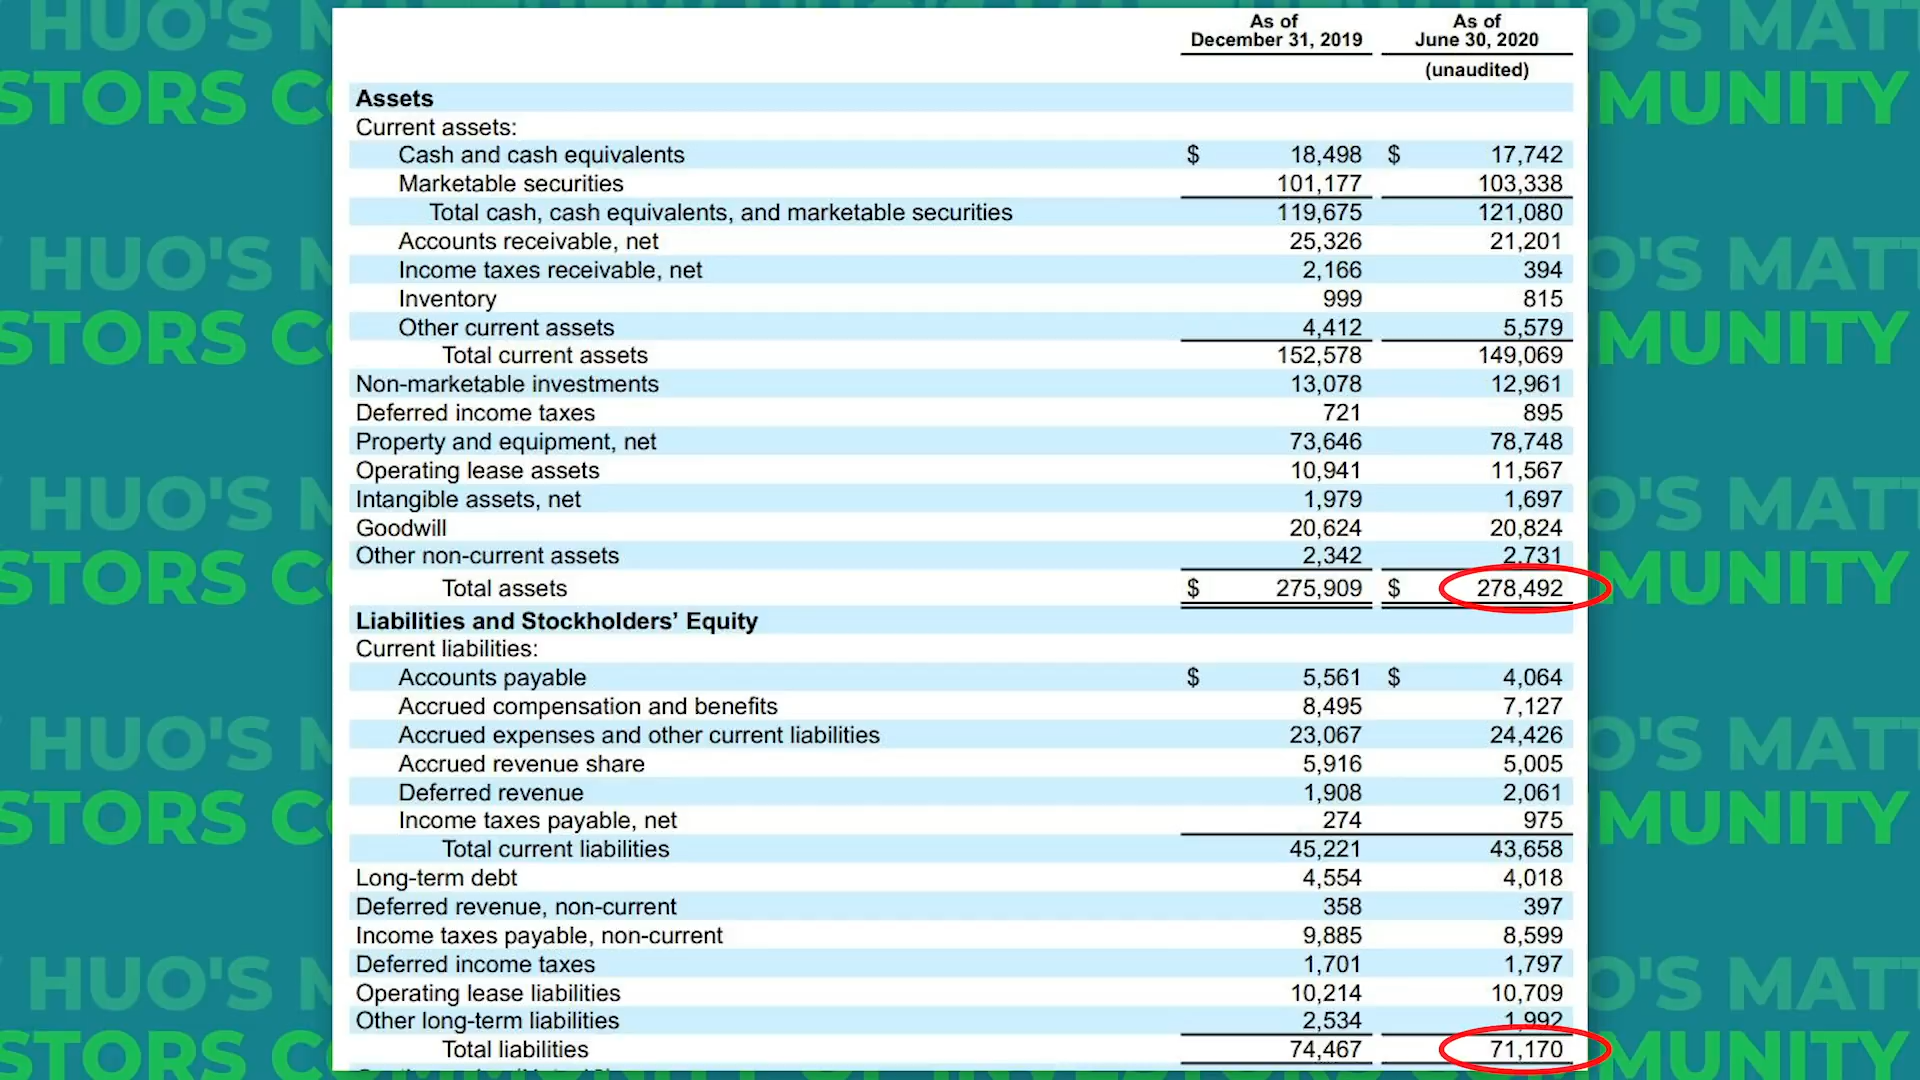 As of As of
December 31, 2019 June 30, 2020
(unaudited)
Assets
Current assets:
Cash and cash equivalents $ 18,498 $ 17,742
Marketable securities 101,177 103,338
Total cash, cash equivalents, and marketable securities 119,675 121,080
Accounts receivable, net 25,326 21,201
Income taxes receivable, net 2,166 394
Inventory 999 815
Other current assets 4,412 5,579
Total current assets 152,578 149,069
Non-marketable investments 13,078 12,961
Deferred income taxes 721 895
Property and equipment, net 73,646 78,748
Operating lease assets 10,941 11,567
Intangible assets, net 1,979 1,697
Goodwill 20,624 20,824
Other non-current assets 2,342 2,731
Total assets $ 275,909 $ 278,492
Liabilities and Stockholders’ Equity
Current liabilities:
Accounts payable $ 5,561 $ 4,064
Accrued compensation and benefits 8,495 7,127
Accrued expenses and other current liabilities 23,067 24,426
Accrued revenue share 5,916 5,005
Deferred revenue 1,908 2,061
Income taxes payable, net 274 975
Total current liabilities 45,221 43,658
Long-term debt 4,554 4,018
Deferred revenue, non-current 358 397
Income taxes payable, non-current 9,885 8,599
Deferred income taxes 1,701 1,797
Operating lease liabilities 10,214 10,709
Other long-term liabilities 2,534 1,992
Total liabilities 74,467 71,170